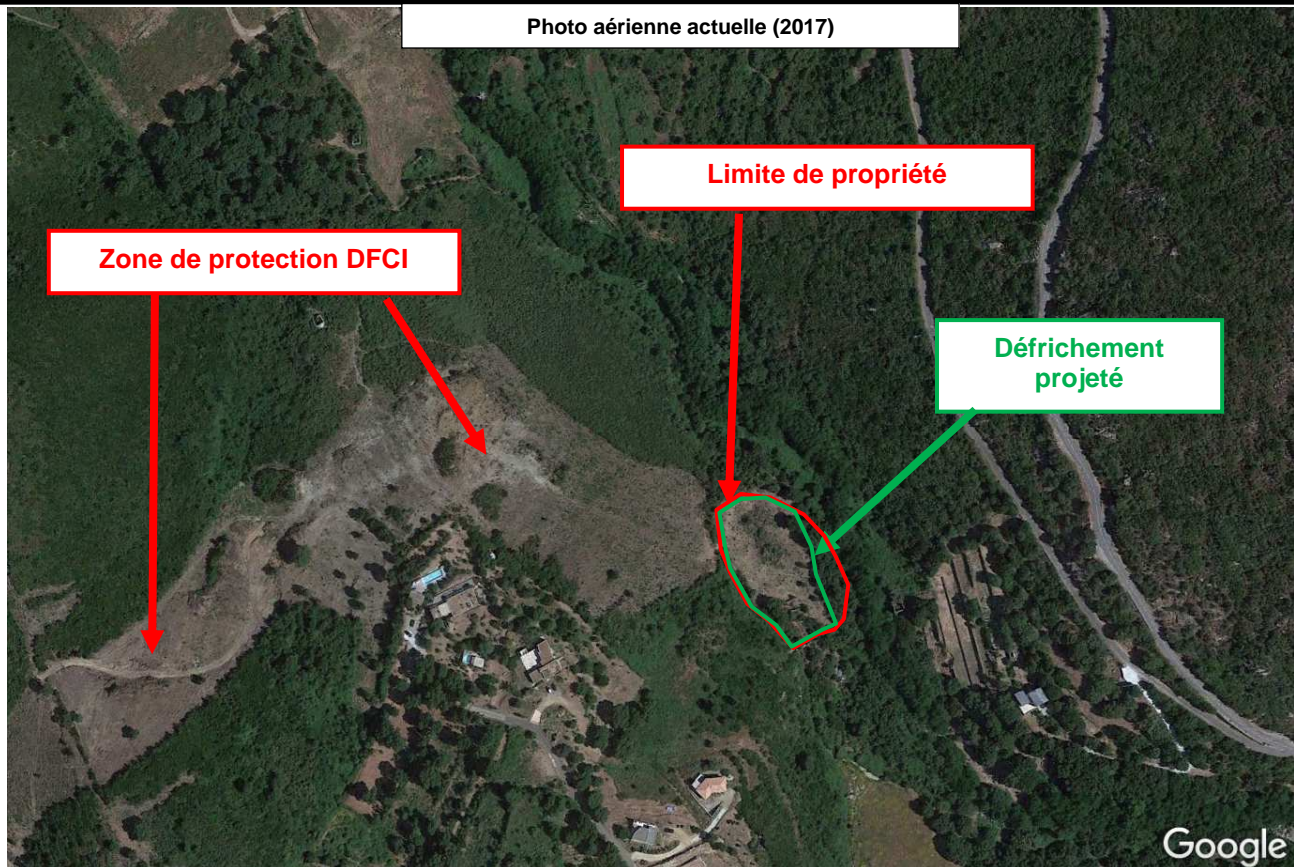 Photo aérienne actuelle (2017)
Limite de propriété
Zone de protection DFCI
Défrichement
projeté
Google